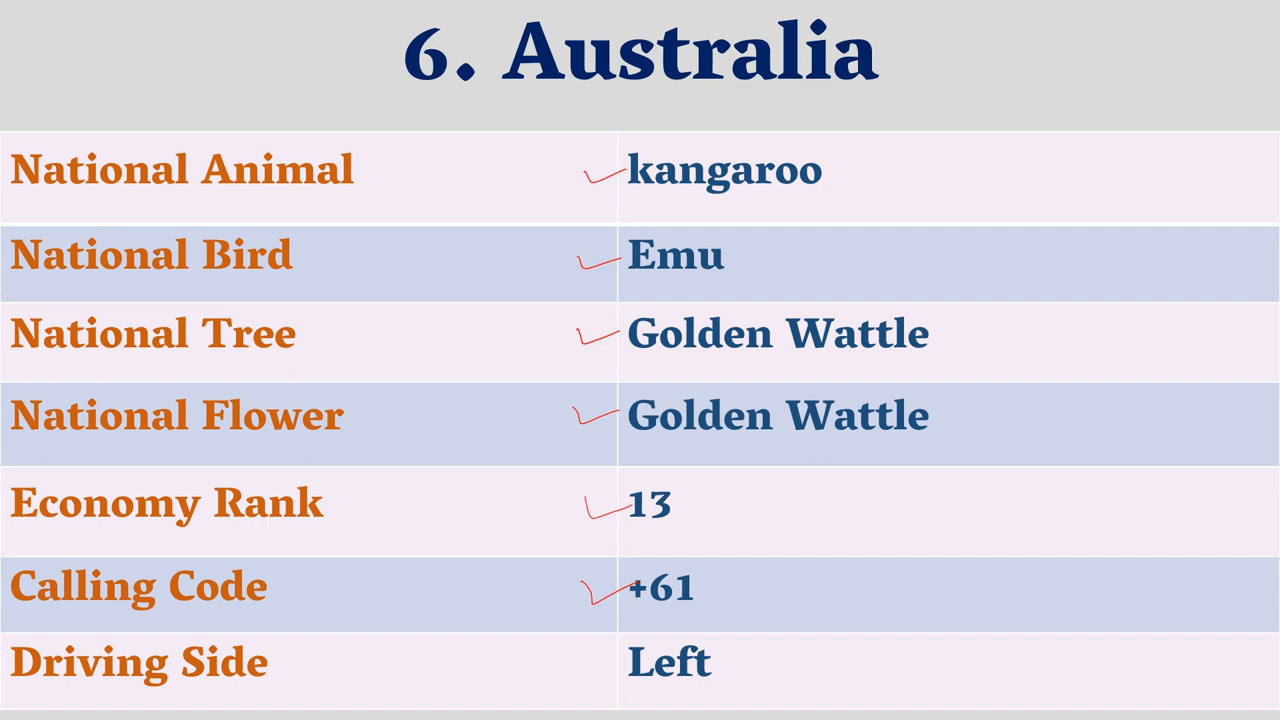 6. Australia
National Animal kangaroo
National Bird Emu
National Tree Golden Wattle
National Flower Golden Wattle
Economy Rank 13
Calling Code +61
Driving Side Left